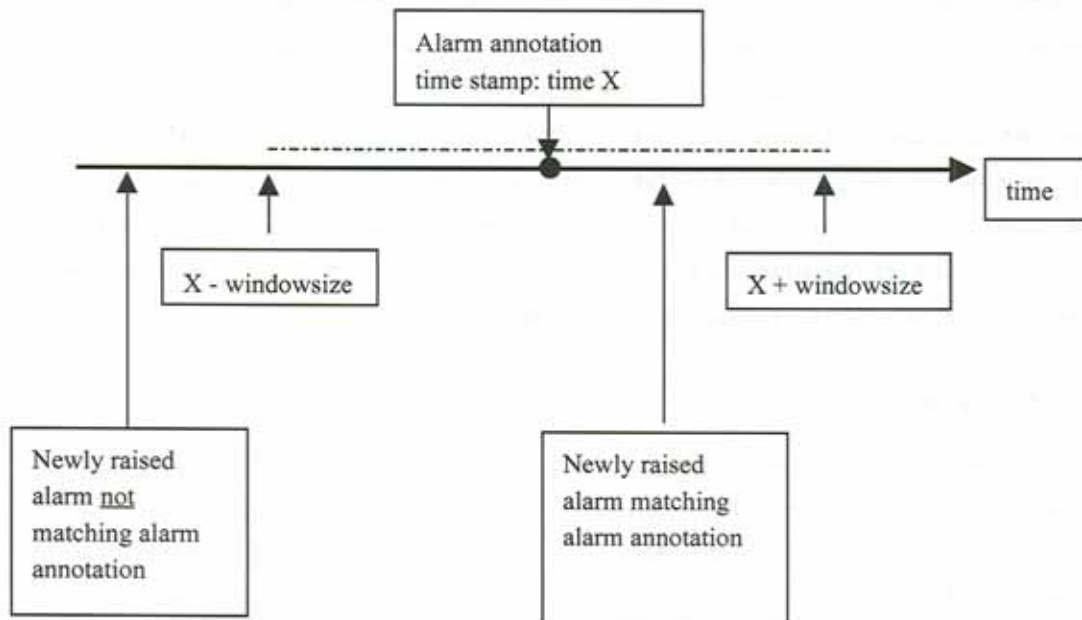 Alarm annotation
time stamp: time X
time
X - windowsize
X + windowsize
Newly raised
alarm not
matching alarm
annotation
Newly raised
alarm matching
alarm annotation